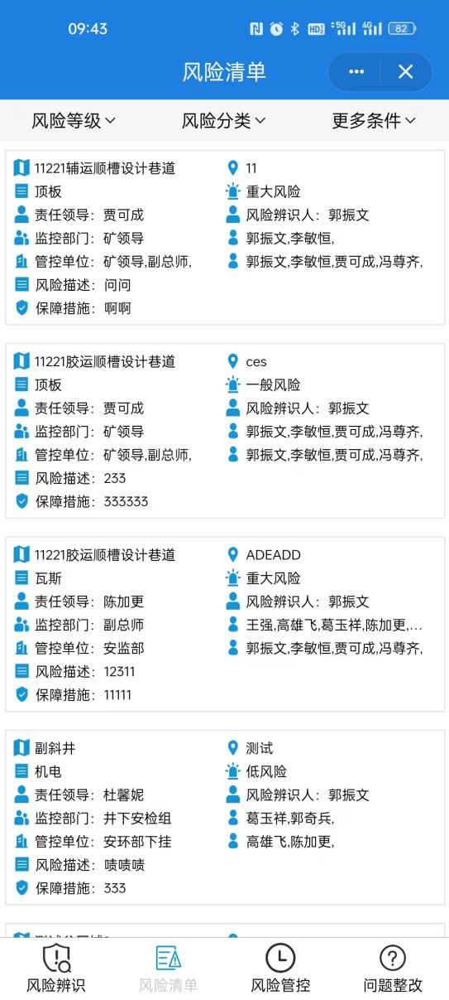 09:43 HD 5G 4G 82
风险清单
风险等级 风险分类 更多条件
11221辅运顺槽设计巷道 11
顶板 重大风险
责任领导：贾可成 风险辨识人：郭振文
监控部门：矿领导 郭振文,李敏恒,
管控单位：矿领导,副总师, 郭振文,李敏恒,贾可成,冯尊齐,
风险描述：问问
保障措施：啊啊
11221胶运顺槽设计巷道 ces
顶板 一般风险
责任领导：贾可成 风险辨识人：郭振文
监控部门：矿领导 郭振文,李敏恒,贾可成,冯尊齐,
管控单位：矿领导,副总师, 郭振文,李敏恒,贾可成,冯尊齐,
风险描述：233
保障措施：333333
11221胶运顺槽设计巷道 ADEADD
瓦斯 重大风险
责任领导：陈加更 风险辨识人：郭振文
监控部门：副总师 王强,高雄飞,葛玉祥,陈加更,...
管控单位：安监部 郭振文,李敏恒,贾可成,冯尊齐,
风险描述：12311
保障措施：11111
副斜井 测试
机电 低风险
责任领导：杜馨妮 风险辨识人：郭振文
监控部门：井下安检组 葛玉祥,郭奇兵,
管控单位：安环部下挂 高雄飞,陈加更,
风险描述：啧啧啧
保障措施：333
风险辨识 风险清单 风险管控 问题整改